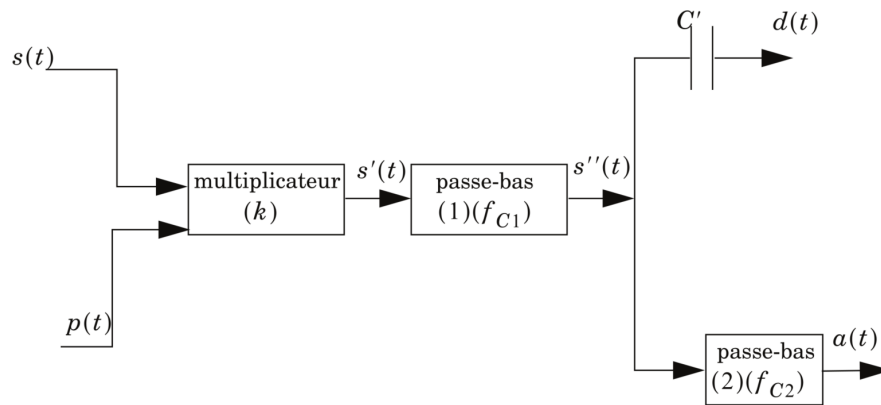 C'
d(t)
s(t)
multiplicateur
(k)
s'(t)
passe-bas
(1)(f_{C1})
s''(t)
p(t)
passe-bas
(2)(f_{C2})
a(t)